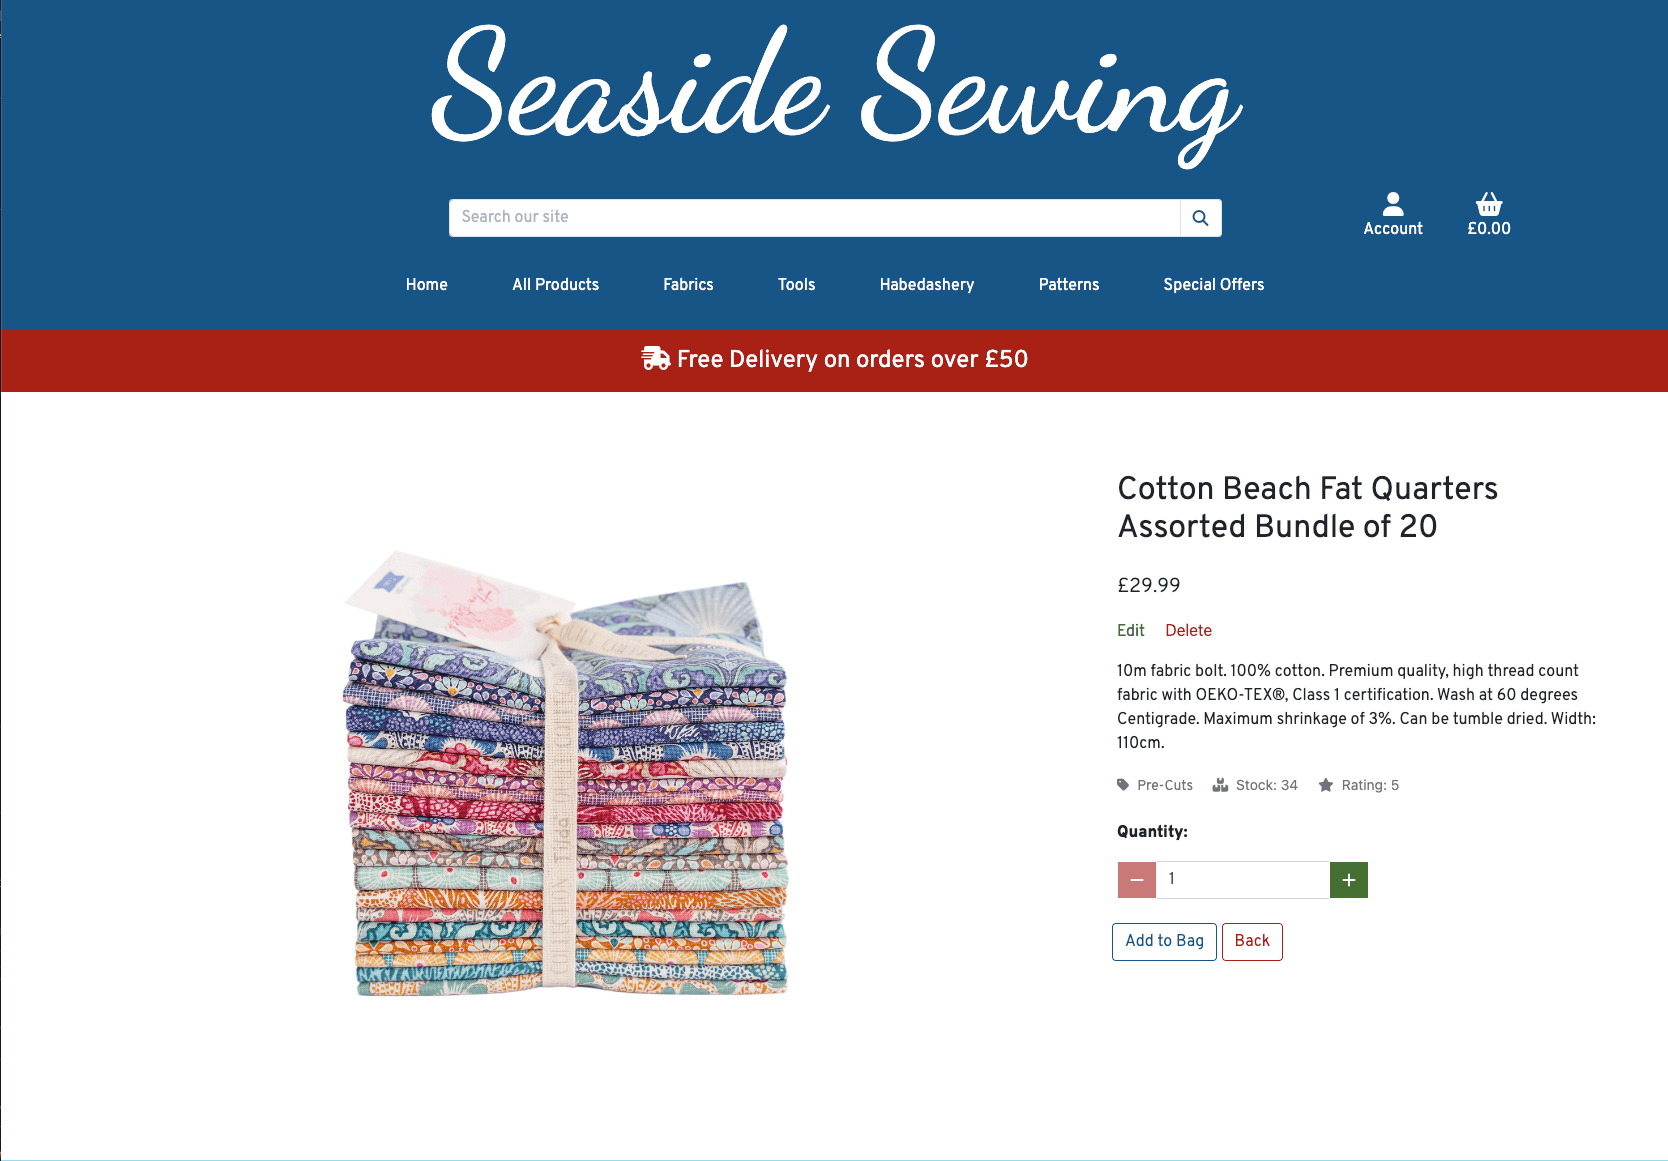 Seaside Sewing
Search our site
Account
£0.00
Home
All Products
Fabrics
Tools
Habedashery
Patterns
Special Offers
Free Delivery on orders over £50
Cotton Beach Fat Quarters
Assorted Bundle of 20
£29.99
Edit Delete
10m fabric bolt. 100% cotton. Premium quality, high thread count
fabric with OEKO-TEX®, Class 1 certification. Wash at 60 degrees
Centigrade. Maximum shrinkage of 3%. Can be tumble dried. Width:
110cm.
Pre-Cuts Stock: 34 Rating: 5
Quantity:
1
Add to Bag Back